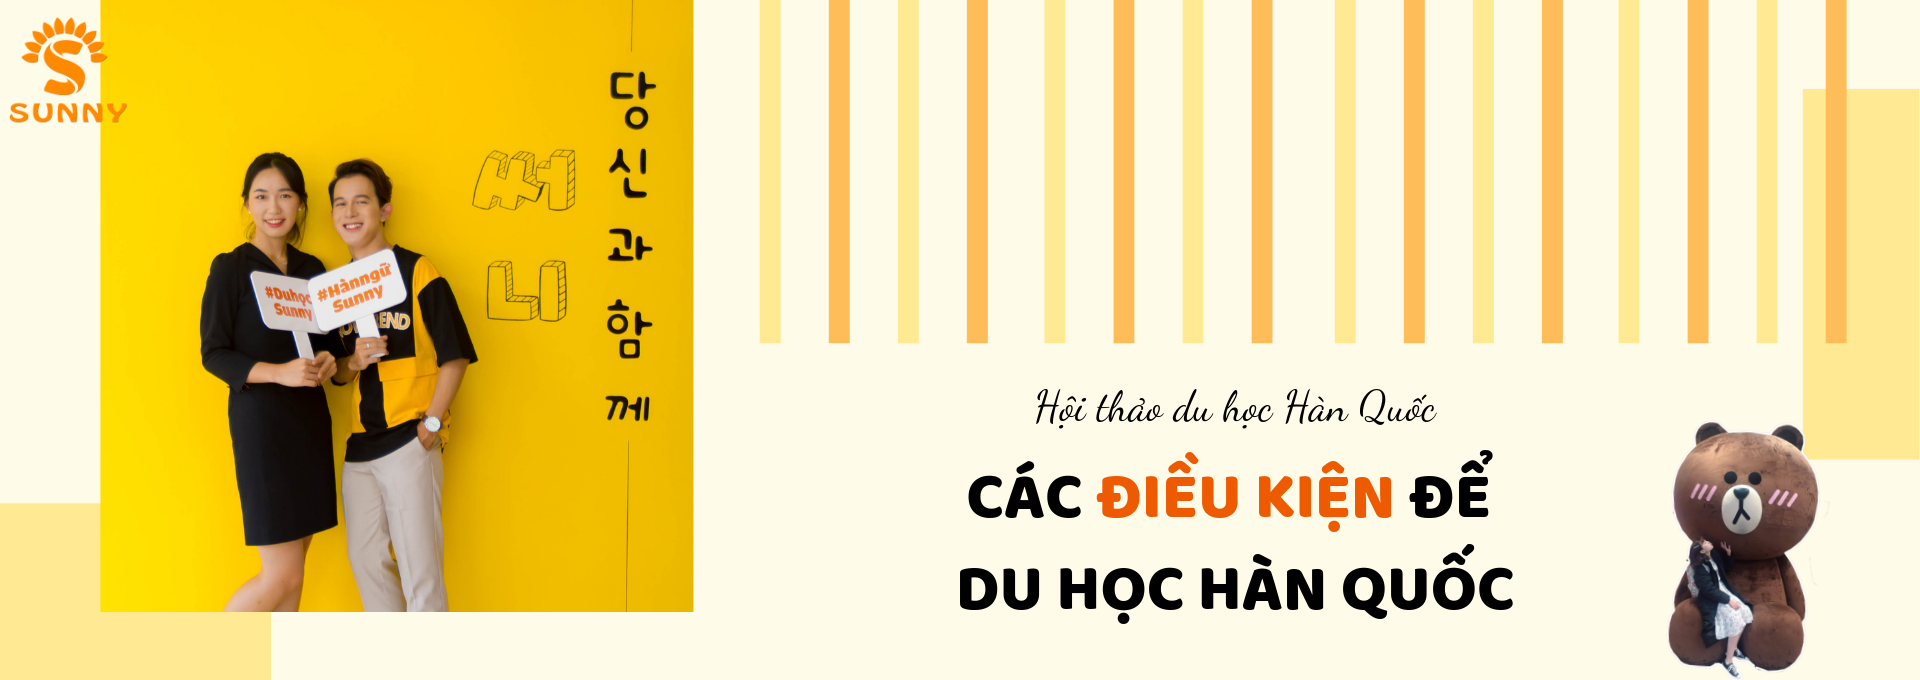 SUNNY
써
니
당
신
과
함
께
#Duhọc
Sunny
#Hànngữ
Sunny
END
Hội thảo du học Hàn Quốc
CÁC ĐIỀU KIỆN ĐỂ
DU HỌC HÀN QUỐC